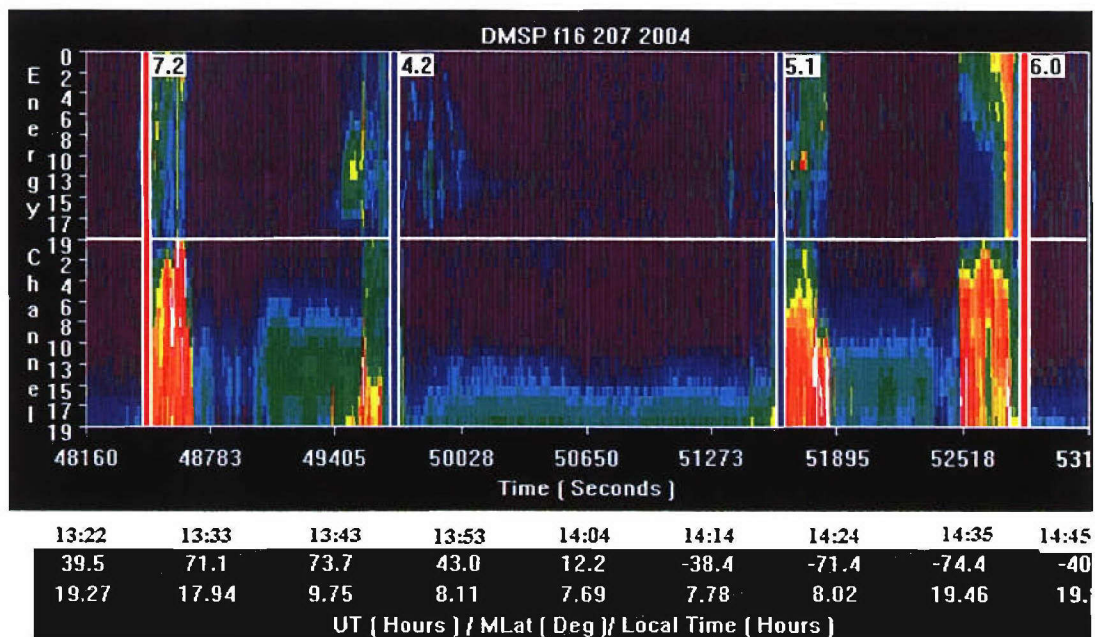 DMSP f16 207 2004
7.2 4.2 5.1 6.0
Energy Channel
0
2
4
6
8
10
13
15
17
19
2
4
6
8
10
13
15
17
19
48160 48783 49405 50028 50650 51273 51895 52518 531
Time ( Seconds )
13:22 13:33 13:43 13:53 14:04 14:14 14:24 14:35 14:45
39.5 71.1 73.7 43.0 12.2 -38.4 -71.4 -74.4 -40
19.27 17.94 9.75 8.11 7.69 7.78 8.02 19.46 19.
UT ( Hours ) / MLat ( Deg )/ Local Time ( Hours )